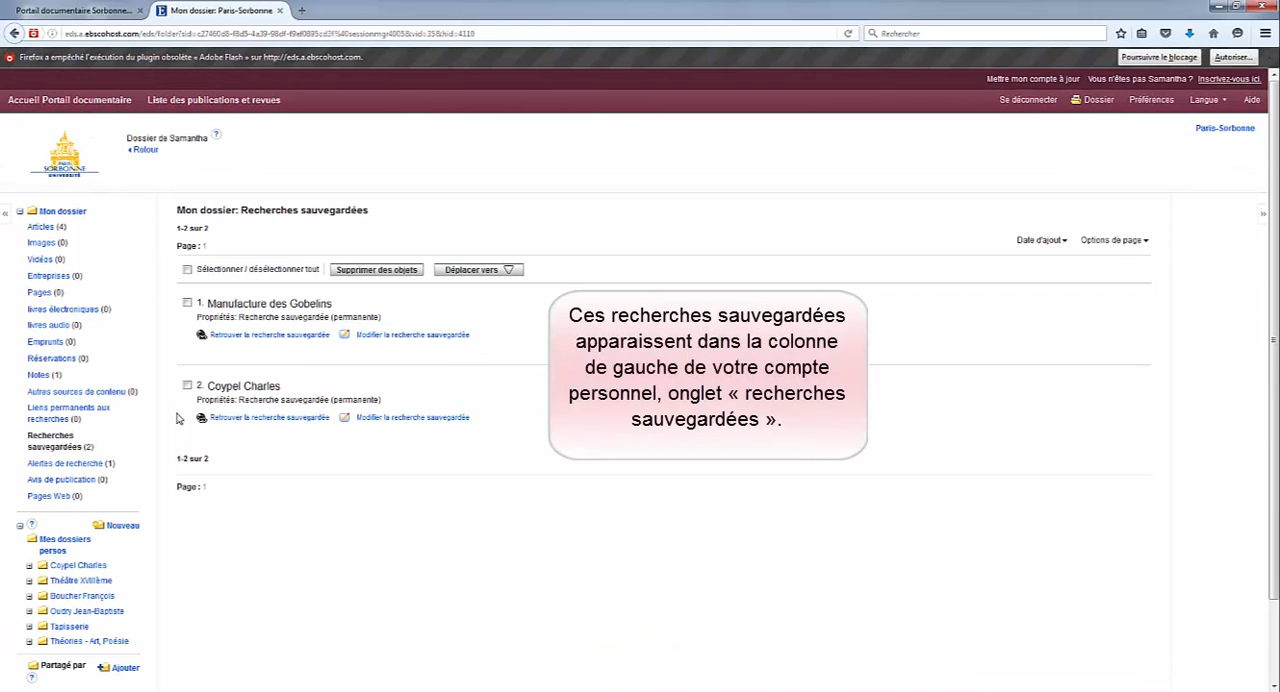 Portail documentaire Sorbonne...
Mon dossier: Paris-Sorbonne
Rechercher
Firefox a empêché l'exécution du plugin obsolète « Adobe Flash » sur http://eds.a.ebscohost.com.
Poursuivre le blocage
Autoriser...
Mettre mon compte à jour Vous n'êtes pas Samantha ? Inscrivez-vous ici.
Accueil Portail documentaire Liste des publications et revues
Se déconnecter Dossier Préférences Langue Aide
PARIS
SORBONNE
UNIVERSITÉ
Dossier de Samantha ?
Retour
Paris-Sorbonne
Mon dossier
Articles (4)
Images (0)
Vidéos (0)
Entreprises (0)
Pages (0)
livres électroniques (0)
livres audio (0)
Emprunts (0)
Réservations (0)
Notes (1)
Autres sources de contenu (0)
Liens permanents aux
recherches (0)
Recherches
sauvegardées (2)
Alertes de recherche (1)
Avis de publication (0)
Pages Web (0)
? Nouveau
Mes dossiers
persos
Coypel Charles
Théâtre XVIIIème
Boucher François
Oudry Jean-Baptiste
Tapisserie
Théories - Art, Poésie
Partagé par Ajouter
?
Mon dossier: Recherches sauvegardées
1-2 sur 2
Page : 1
Date d'ajout Options de page
Sélectionner / désélectionner tout Supprimer des objets Déplacer vers
1. Manufacture des Gobelins
Propriétés: Recherche sauvegardée (permanente)
Retrouver la recherche sauvegardée Modifier la recherche sauvegardée
2. Coypel Charles
Propriétés: Recherche sauvegardée (permanente)
Retrouver la recherche sauvegardée Modifier la recherche sauvegardée
1-2 sur 2
Page : 1
Ces recherches sauvegardées
apparaissent dans la colonne
de gauche de votre compte
personnel, onglet « recherches
sauvegardées ».